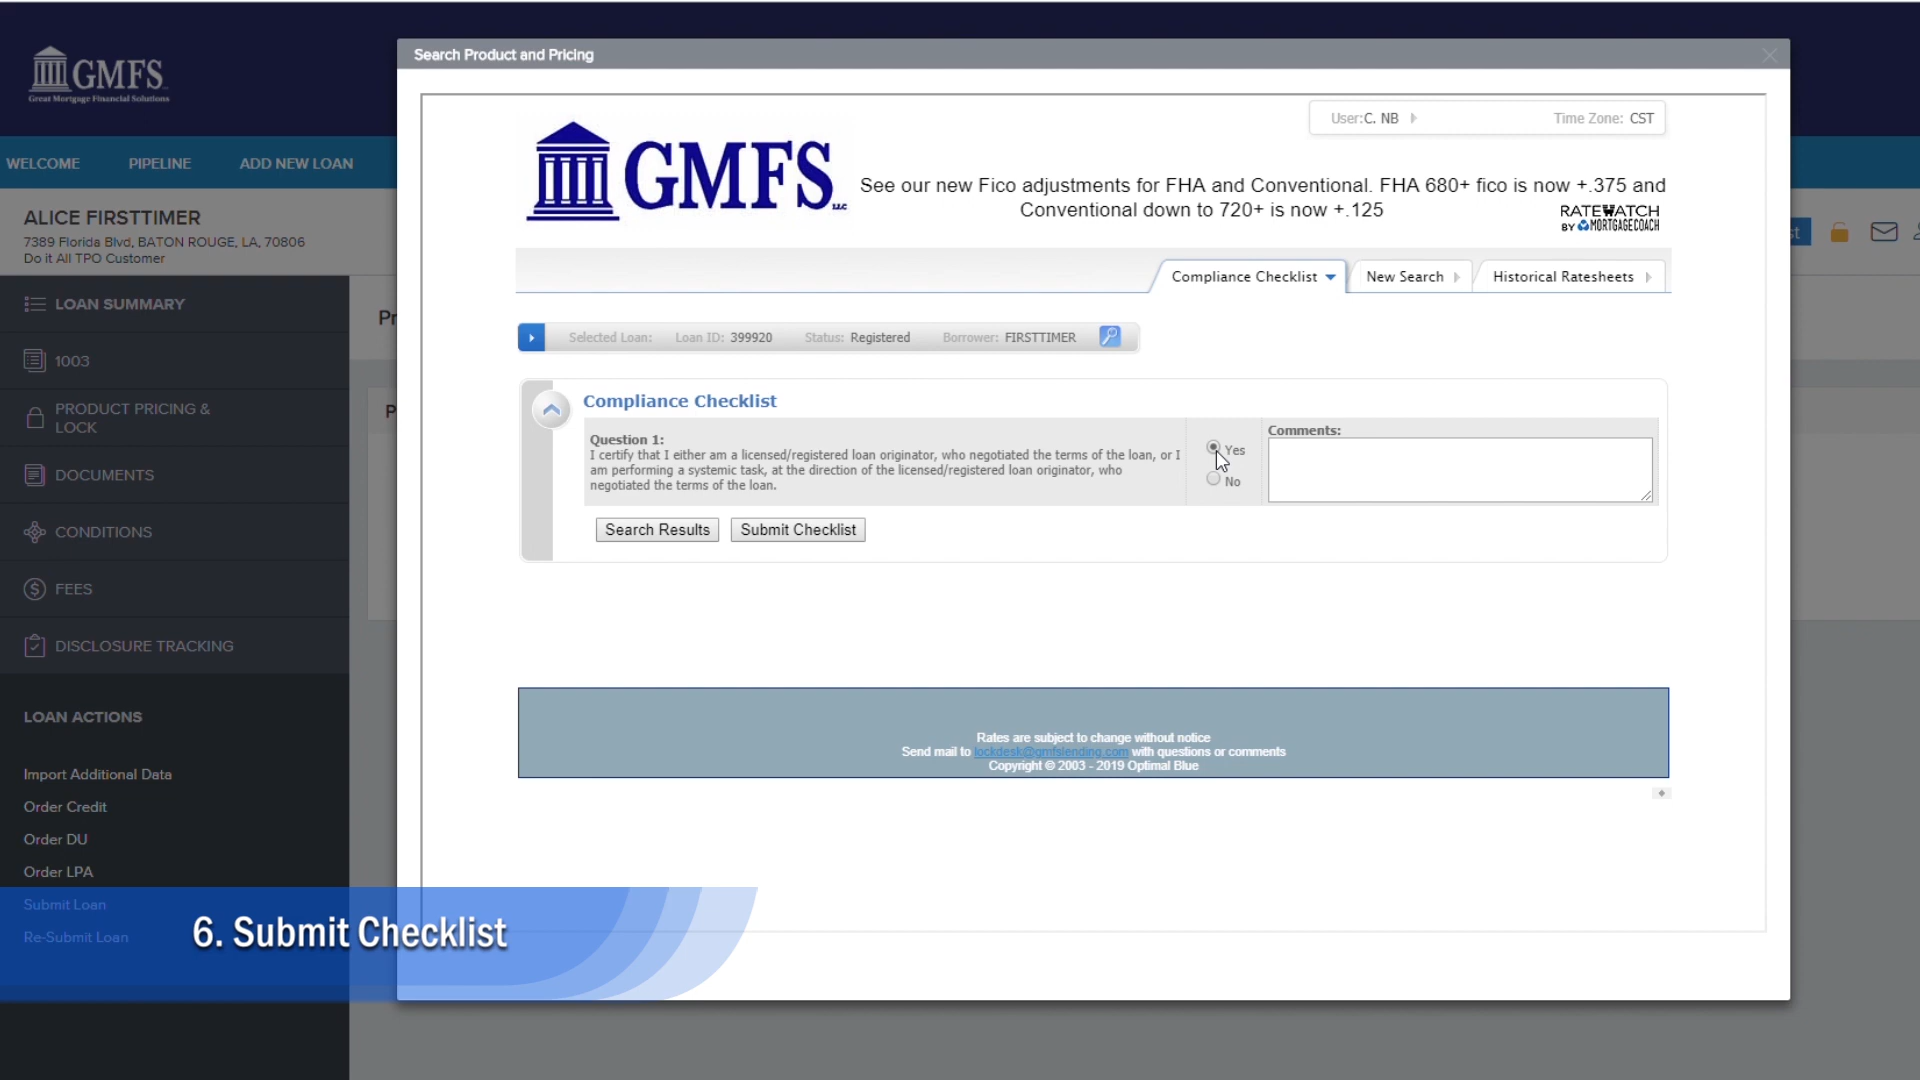 GMFS
Great Mortgage Financial Solutions
WELCOME
PIPELINE
ADD NEW LOAN
ALICE FIRSTTIMER
7389 Florida Blvd, BATON ROUGE, LA, 70806
Do it All TPO Customer
LOAN SUMMARY
1003
PRODUCT PRICING &
LOCK
DOCUMENTS
CONDITIONS
FEES
DISCLOSURE TRACKING
LOAN ACTIONS
Import Additional Data
Order Credit
Order DU
Order LPA
Submit Loan
Re-Submit Loan
6. Submit Checklist
Search Product and Pricing
User:C. NB
Time Zone: CST
GMFS LLC
See our new Fico adjustments for FHA and Conventional. FHA 680+ fico is now +.375 and
Conventional down to 720+ is now +.125
RATEWATCH
BY MORTGAGECOACH
Compliance Checklist
New Search
Historical Ratesheets
Selected Loan: Loan ID: 399920 Status: Registered Borrower: FIRSTTIMER
Compliance Checklist
Question 1:
I certify that I either am a licensed/registered loan originator, who negotiated the terms of the loan, or I
am performing a systemic task, at the direction of the licensed/registered loan originator, who
negotiated the terms of the loan.
Yes
No
Comments:
Search Results
Submit Checklist
Rates are subject to change without notice
Send mail to lockdesk@gmfslending.com with questions or comments
Copyright © 2003 - 2019 Optimal Blue